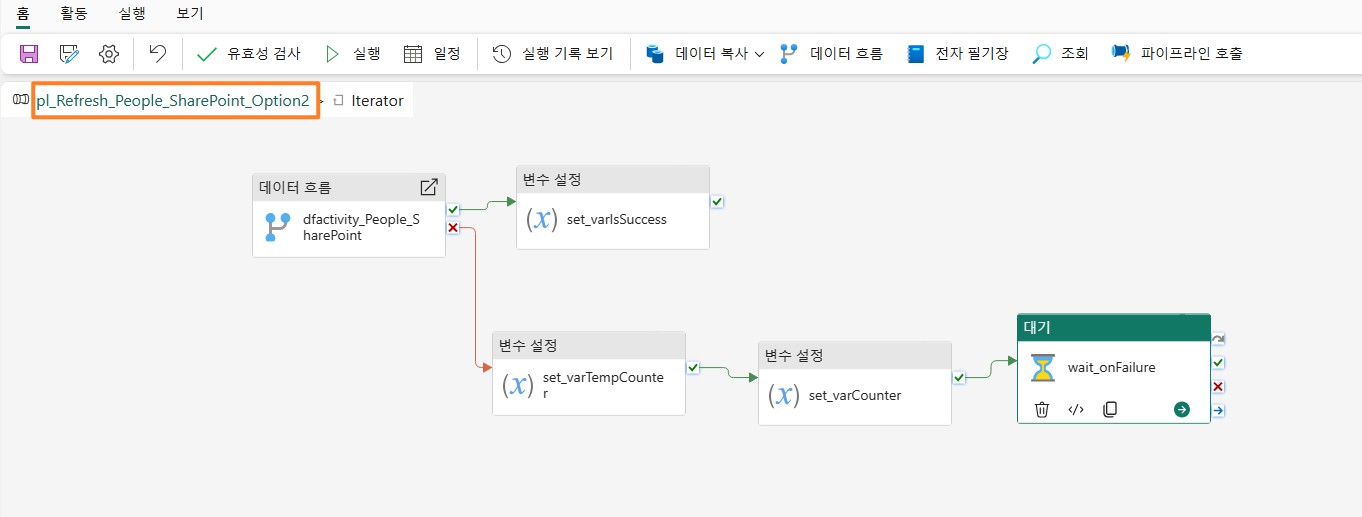 홈 활동 실행 보기
유효성 검사 실행 일정 실행 기록 보기 데이터 복사 데이터 흐름 전자 필기장 조회 파이프라인 호출
pl_Refresh_People_SharePoint_Option2 > Iterator
데이터 흐름
dfactivity_People_S
harePoint
변수 설정
(x) set_varIsSuccess
변수 설정
(x) set_varTempCounte
r
변수 설정
(x) set_varCounter
대기
wait_onFailure